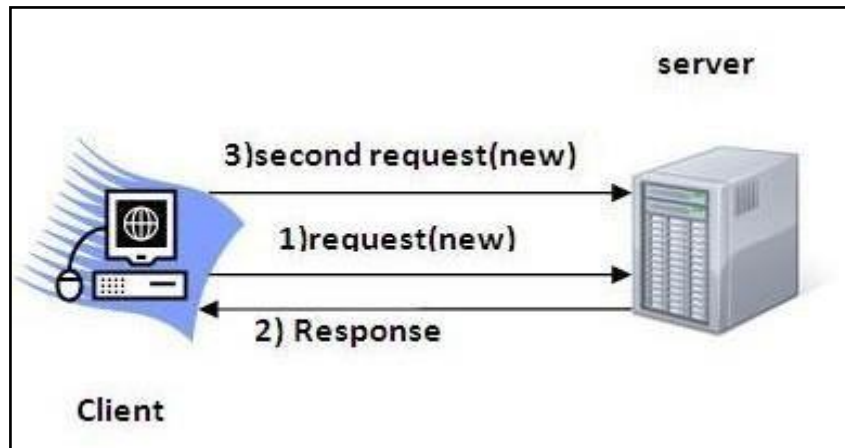 server
3)second request(new)
1)request(new)
2) Response
Client